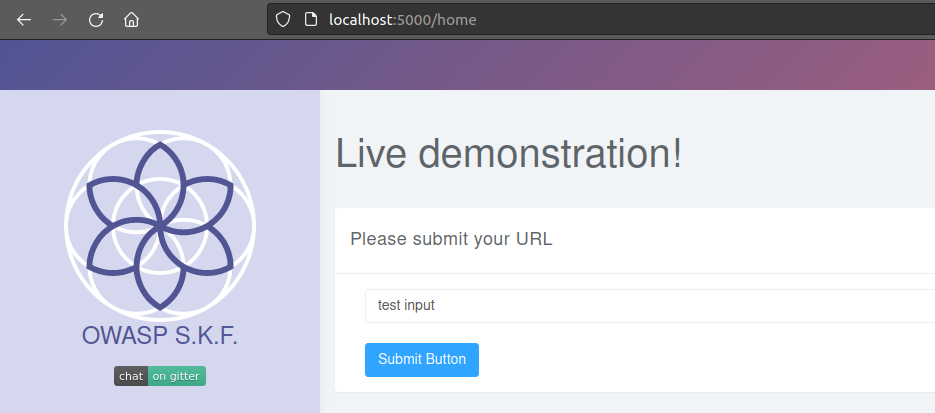 localhost:5000/home
Live demonstration!
Please submit your URL
test input
Submit Button
OWASP S.K.F.
chat on gitter